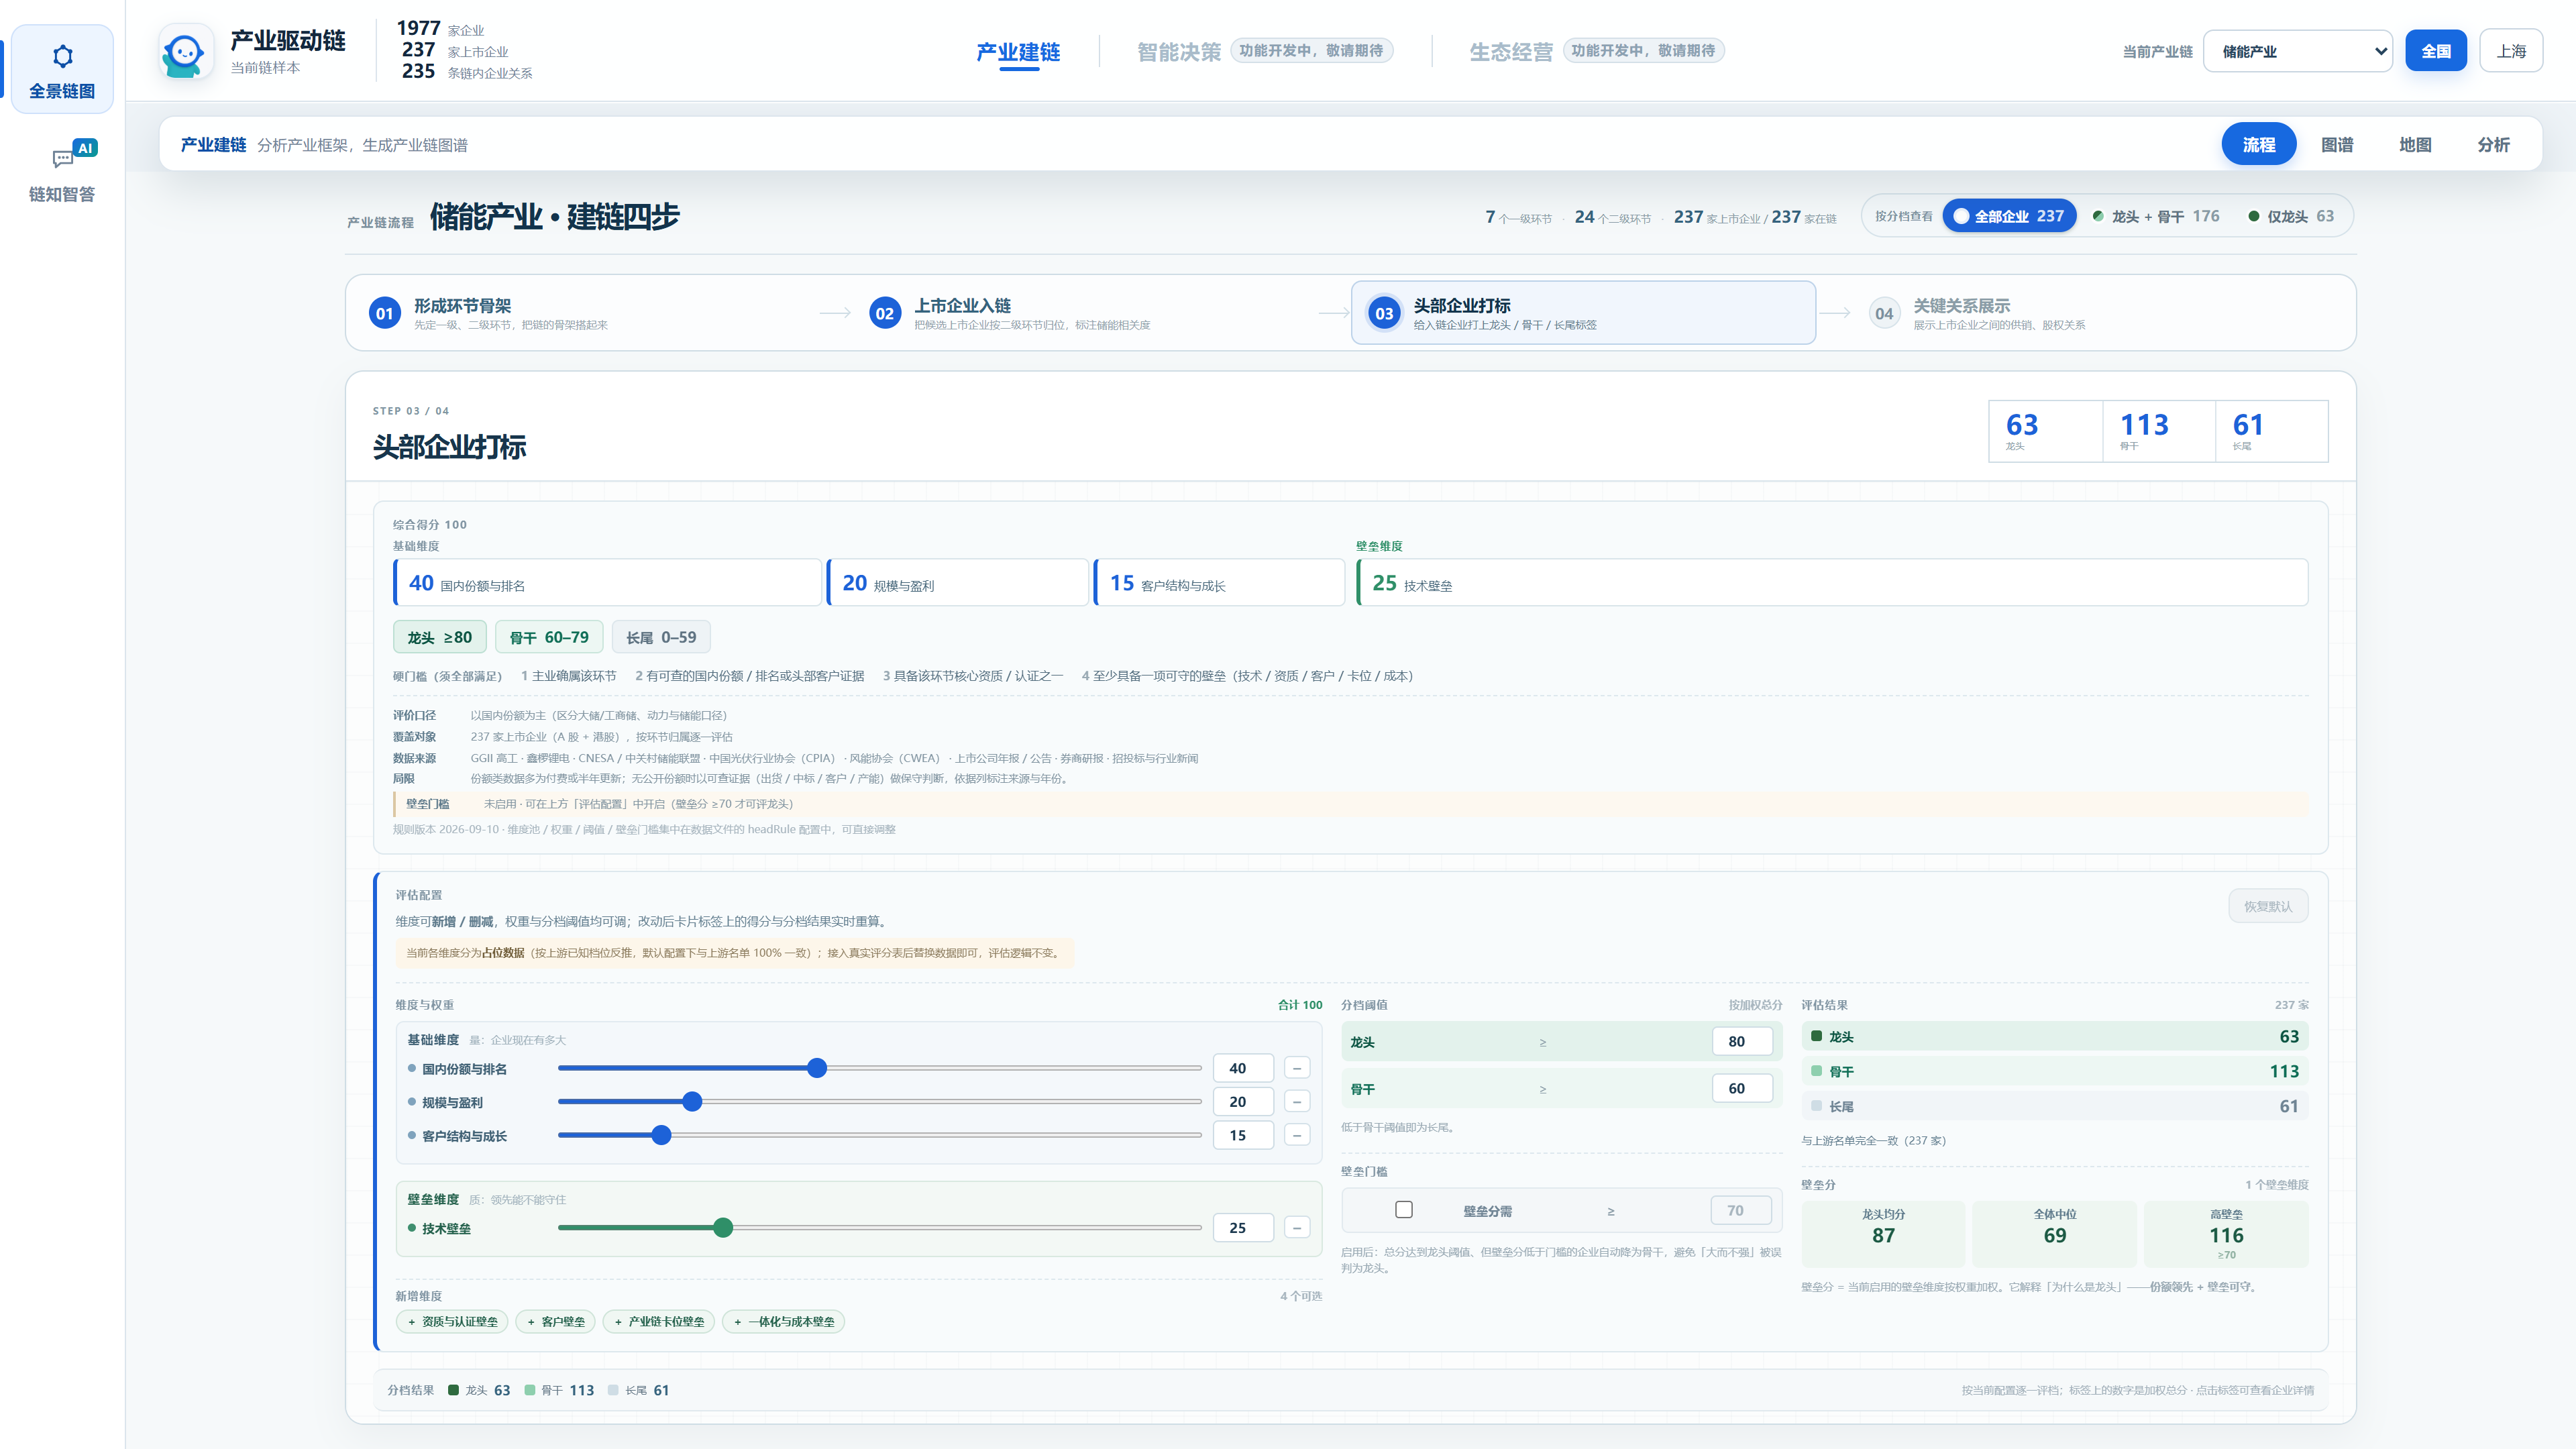 全景链图
AI
链知智答
产业驱动链
当前链样本
1977 家企业
237 家上市企业
235 条链内企业关系
产业建链
智能决策 功能开发中，敬请期待
生态经营 功能开发中，敬请期待
当前产业链 储能产业
全国
上海
产业建链 分析产业框架，生成产业链图谱
流程
图谱
地图
分析
产业链流程 储能产业 · 建链四步
7 个一级环节 · 24 个二级环节 · 237 家上市企业 / 237 家在链
按分档查看 全部企业 237 龙头 + 骨干 176 仅龙头 63
01 形成环节骨架
先定一级、二级环节，把链的骨架搭起来
02 上市企业入链
把候选上市企业按二级环节归位，标注储能相关度
03 头部企业打标
给入链企业打上龙头 / 骨干 / 长尾标签
04 关键关系展示
展示上市企业之间的供销、股权关系
STEP 03 / 04
头部企业打标
63 龙头
113 骨干
61 长尾
综合得分 100
基础维度
壁垒维度
40 国内份额与排名
20 规模与盈利
15 客户结构与成长
25 技术壁垒
龙头 ≥80
骨干 60–79
长尾 0–59
硬门槛（须全部满足） 1 主业确属该环节 2 有可查的国内份额 / 排名或头部客户证据 3 具备该环节核心资质 / 认证之一 4 至少具备一项可守的壁垒（技术 / 资质 / 客户 / 卡位 / 成本）
评价口径 以国内份额为主（区分大储/工商储、动力与储能口径）
覆盖对象 237 家上市企业（A 股 + 港股），按环节归属逐一评估
数据来源 GGII 高工 · 鑫椤锂电 · CNESA / 中关村储能联盟 · 中国光伏行业协会（CPIA） · 风能协会（CWEA） · 上市公司年报 / 公告 · 券商研报 · 招投标与行业新闻
局限 份额类数据多为付费或半年更新；无公开份额时以可查证据（出货 / 中标 / 客户 / 产能）做保守判断，依据列标注来源与年份。
壁垒门槛 未启用 · 可在上方「评估配置」中开启（壁垒分 ≥70 才可评龙头）
规则版本 2026-09-10 · 维度池 / 权重 / 阈值 / 壁垒门槛集中在数据文件的 headRule 配置中，可直接调整
评估配置
恢复默认
维度可新增 / 删减，权重与分档阈值均可调；改动后卡片标签上的得分与分档结果实时重算。
当前各维度分为占位数据（按上游已知档位反推，默认配置下与上游名单 100% 一致）；接入真实评分表后替换数据即可，评估逻辑不变。
维度与权重 合计 100
基础维度 量：企业现在有多大
国内份额与排名 40 −
规模与盈利 20 −
客户结构与成长 15 −
壁垒维度 质：领先能不能守住
技术壁垒 25 −
新增维度 4 个可选
+ 资质与认证壁垒
+ 客户壁垒
+ 产业链卡位壁垒
+ 一体化与成本壁垒
分档阈值 按加权总分
龙头 ≥ 80
骨干 ≥ 60
低于骨干阈值即为长尾。
壁垒门槛
壁垒分需 ≥ 70
启用后：总分达到龙头阈值、但壁垒分低于门槛的企业自动降为骨干，避免「大而不强」被误
判为龙头。
评估结果 237 家
龙头 63
骨干 113
长尾 61
与上游名单完全一致（237 家）
壁垒分 1 个壁垒维度
龙头均分
87
全体中位
69
高壁垒
116
≥70
壁垒分 = 当前启用的壁垒维度按权重加权。它解释「为什么是龙头」——份额领先 + 壁垒可守。
分档结果 龙头 63 骨干 113 长尾 61
按当前配置逐一评档；标签上的数字是加权总分 · 点击标签可查看企业详情